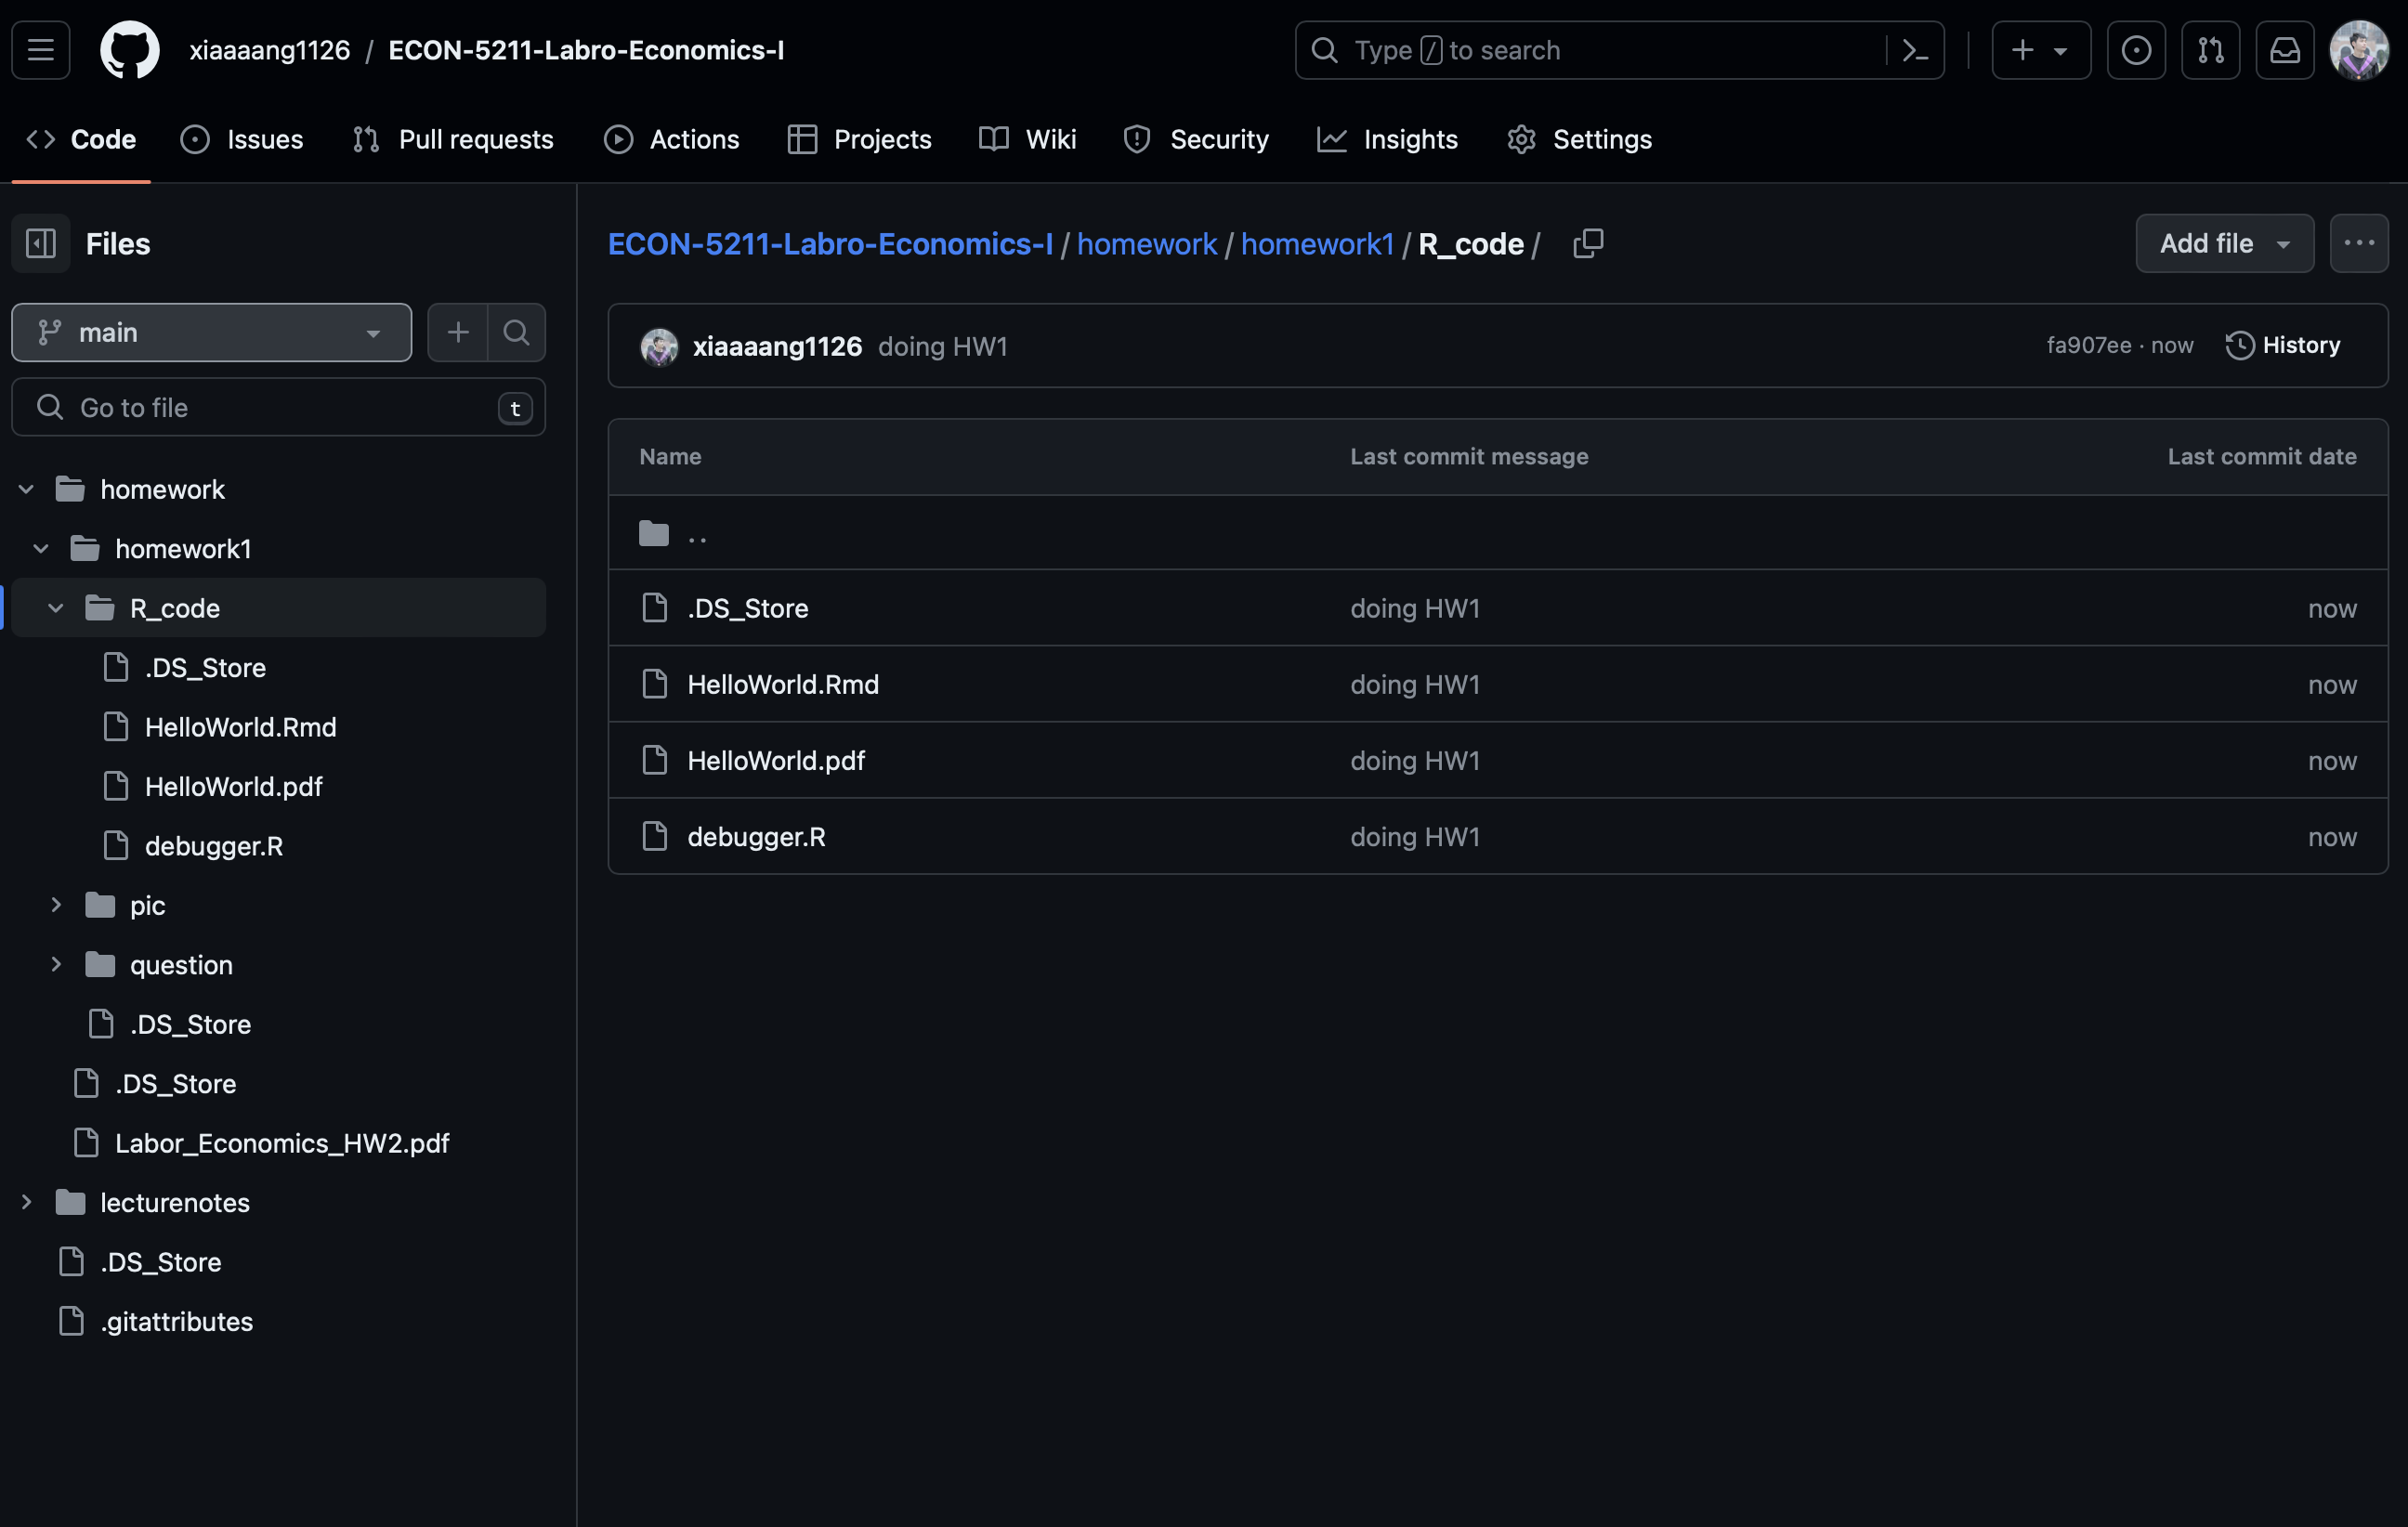 xiaaaang1126 / ECON-5211-Labro-Economics-I
Type / to search
Code
Issues
Pull requests
Actions
Projects
Wiki
Security
Insights
Settings
Files
main
Go to file
t
homework
homework1
R_code
.DS_Store
HelloWorld.Rmd
HelloWorld.pdf
debugger.R
pic
question
.DS_Store
.DS_Store
Labor_Economics_HW2.pdf
lecturenotes
.DS_Store
.gitattributes
ECON-5211-Labro-Economics-I / homework / homework1 / R_code /
Add file
xiaaaang1126 doing HW1
fa907ee · now
History
Name Last commit message Last commit date
..
.DS_Store doing HW1 now
HelloWorld.Rmd doing HW1 now
HelloWorld.pdf doing HW1 now
debugger.R doing HW1 now